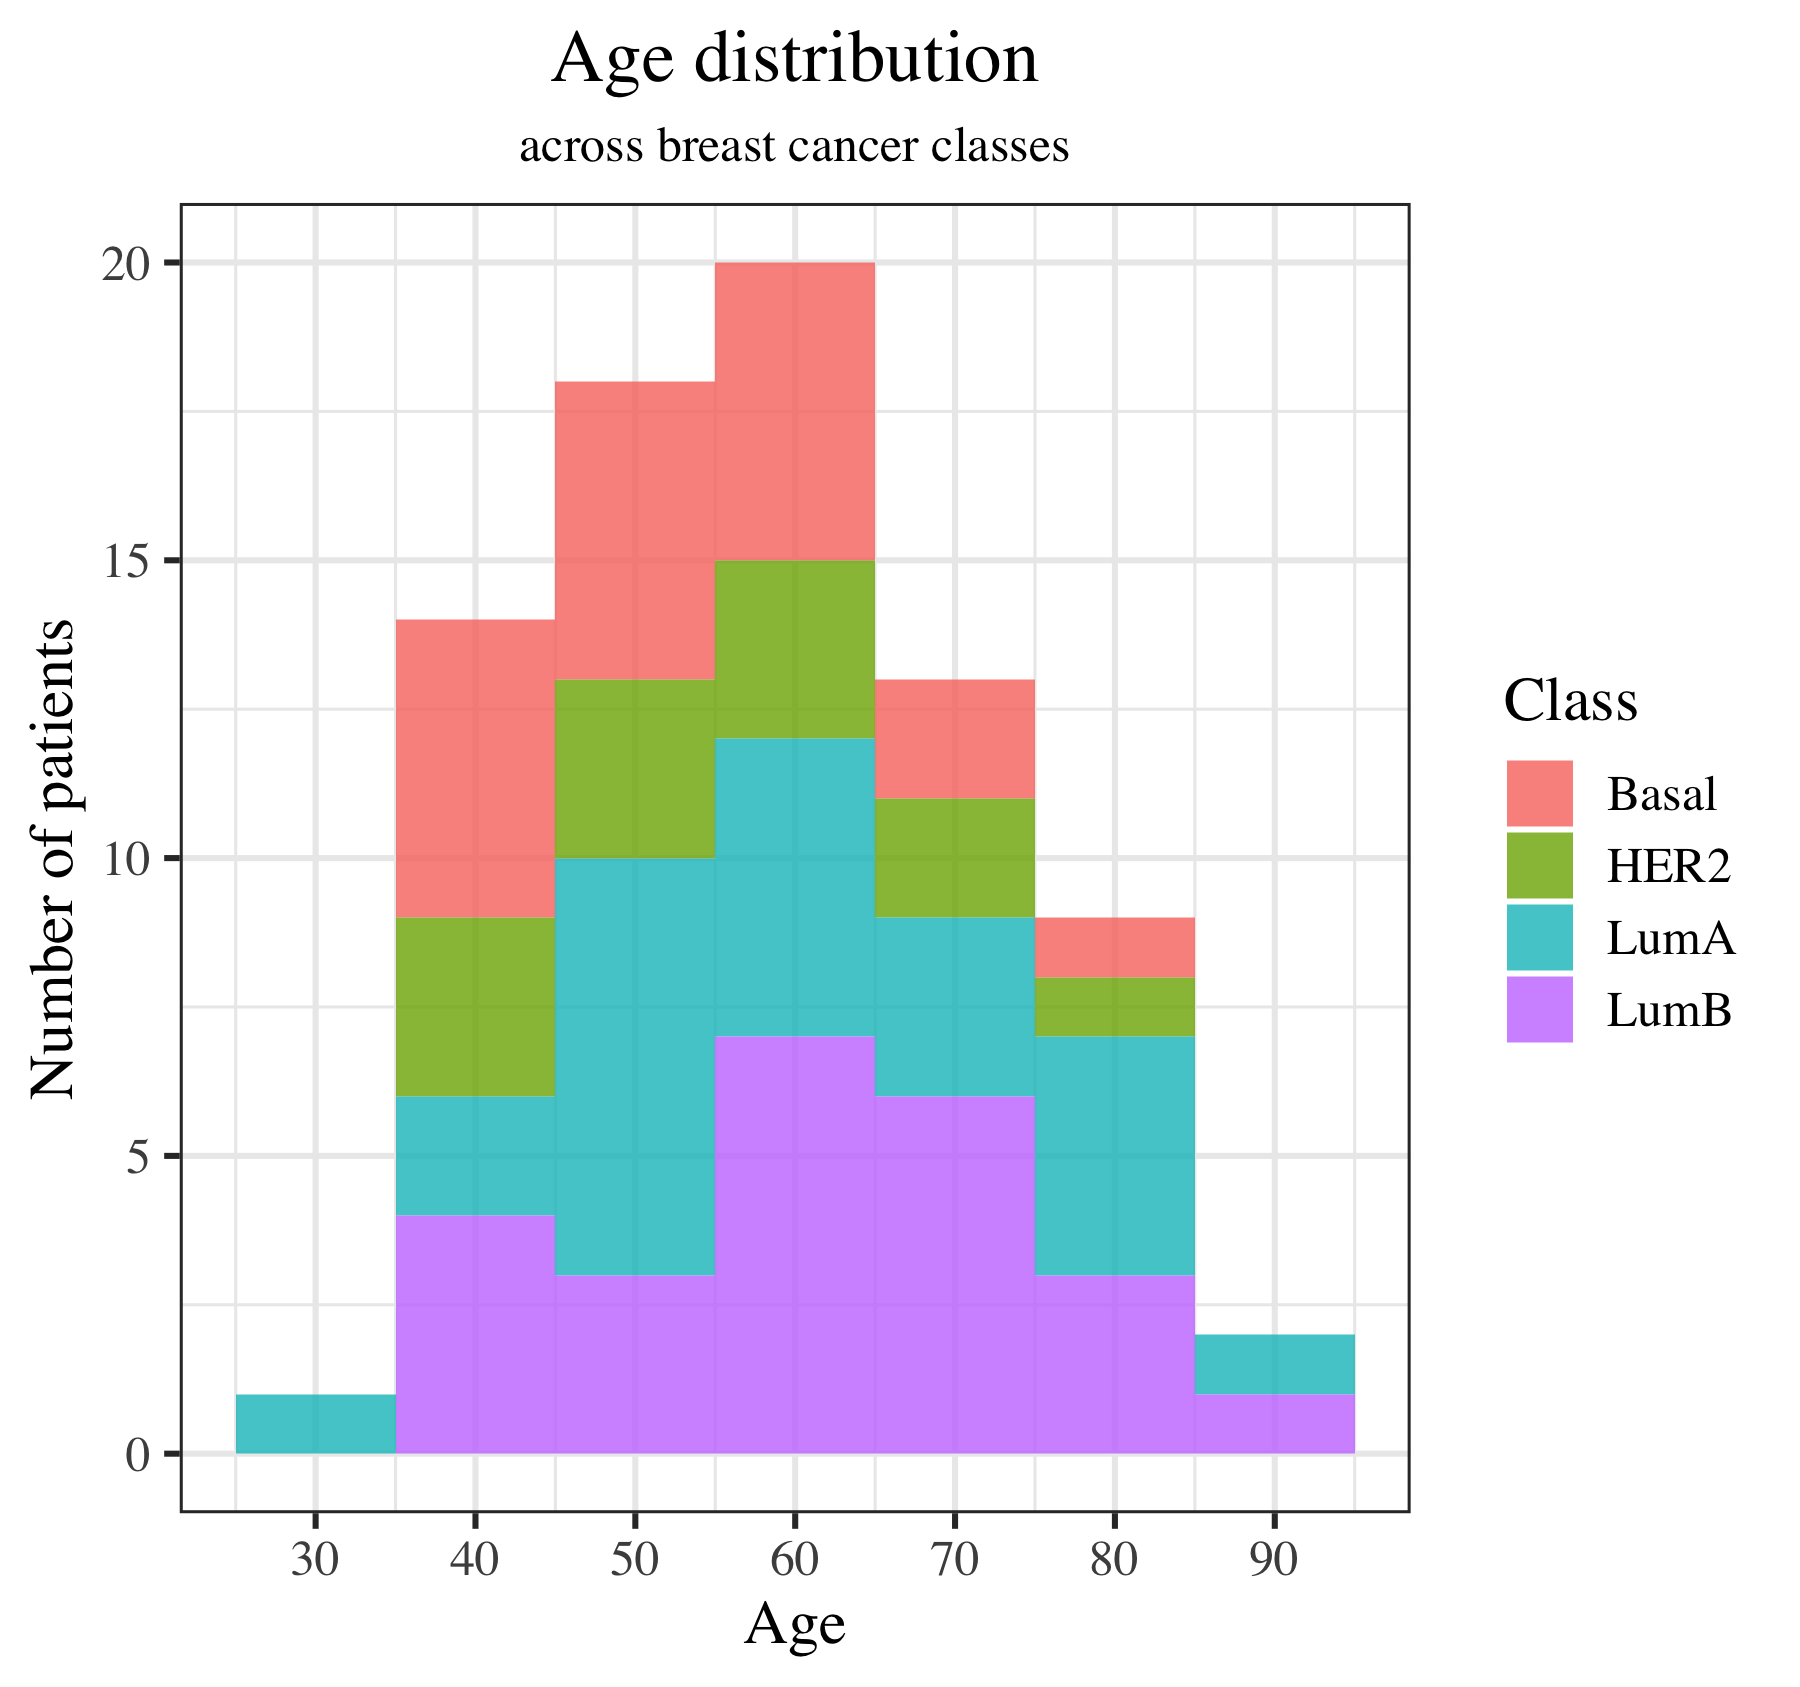 Age distribution
across breast cancer classes
Number of patients
20
15
10
5
0
30 40 50 60 70 80 90
Age
Class
Basal
HER2
LumA
LumB